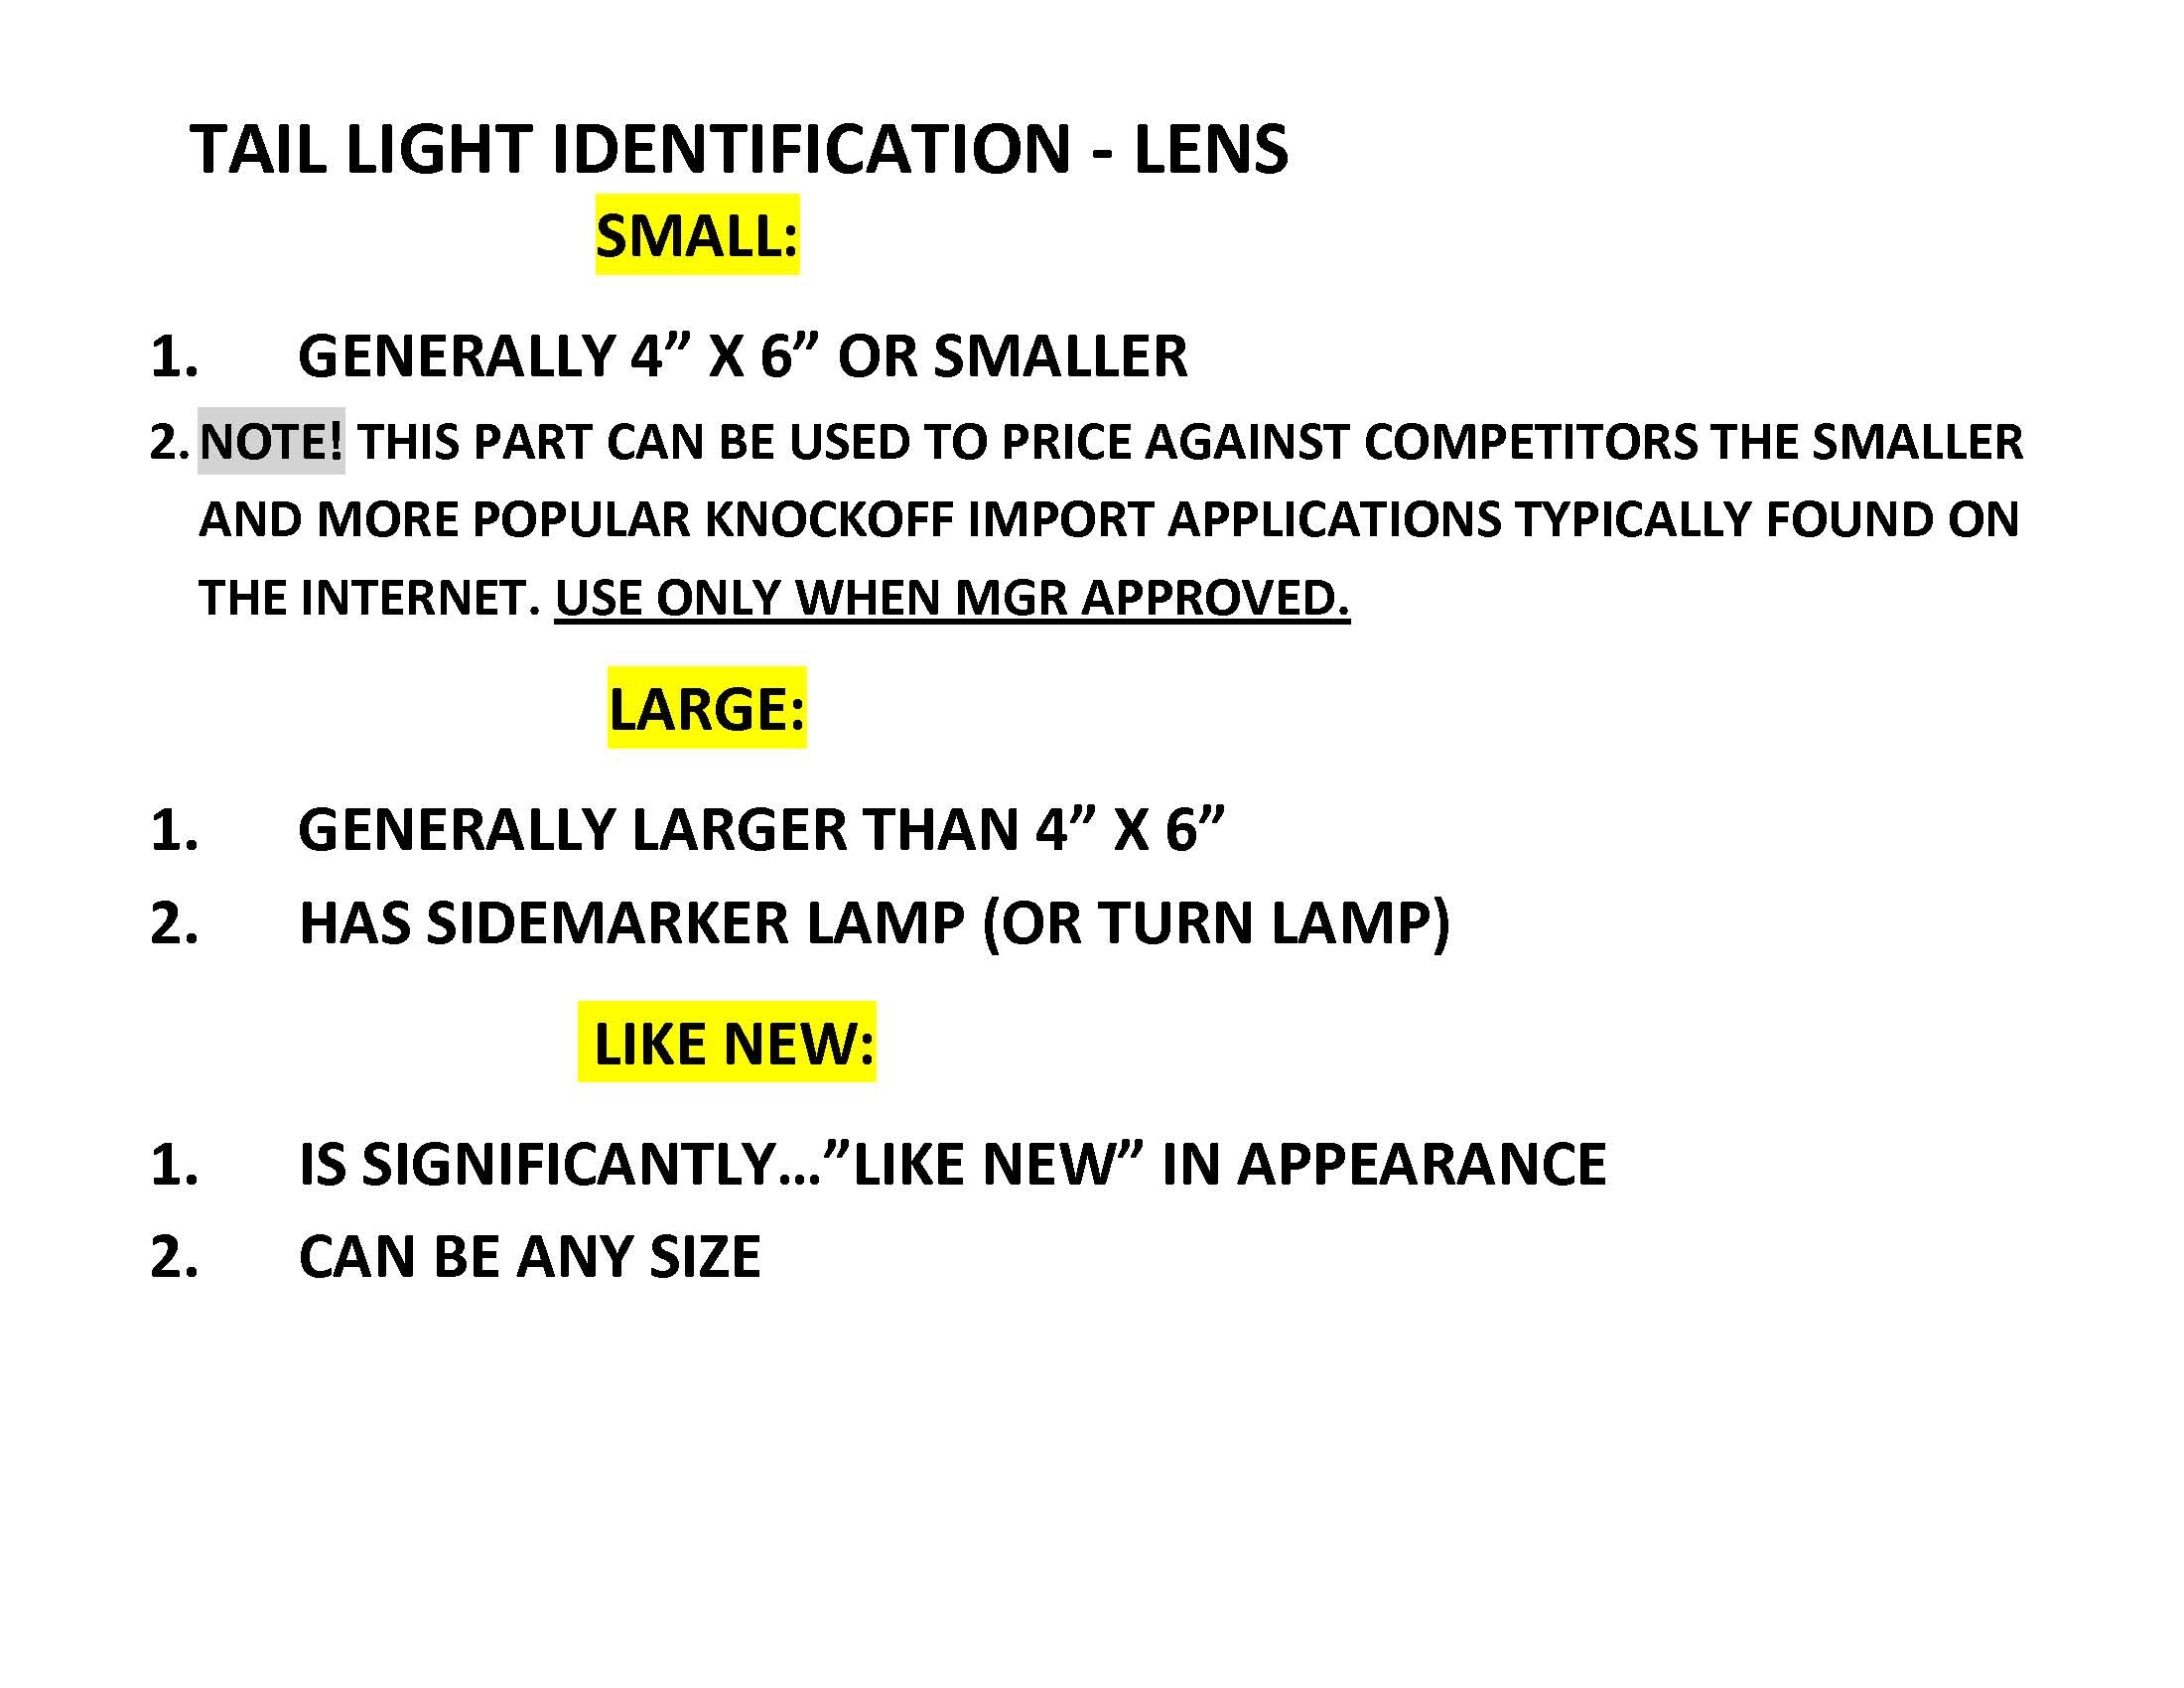 TAIL LIGHT IDENTIFICATION - LENS
SMALL:
1. GENERALLY 4” X 6” OR SMALLER
2. NOTE! THIS PART CAN BE USED TO PRICE AGAINST COMPETITORS THE SMALLER
AND MORE POPULAR KNOCKOFF IMPORT APPLICATIONS TYPICALLY FOUND ON
THE INTERNET. USE ONLY WHEN MGR APPROVED.
LARGE:
1. GENERALLY LARGER THAN 4” X 6”
2. HAS SIDEMARKER LAMP (OR TURN LAMP)
LIKE NEW:
1. IS SIGNIFICANTLY…”LIKE NEW” IN APPEARANCE
2. CAN BE ANY SIZE